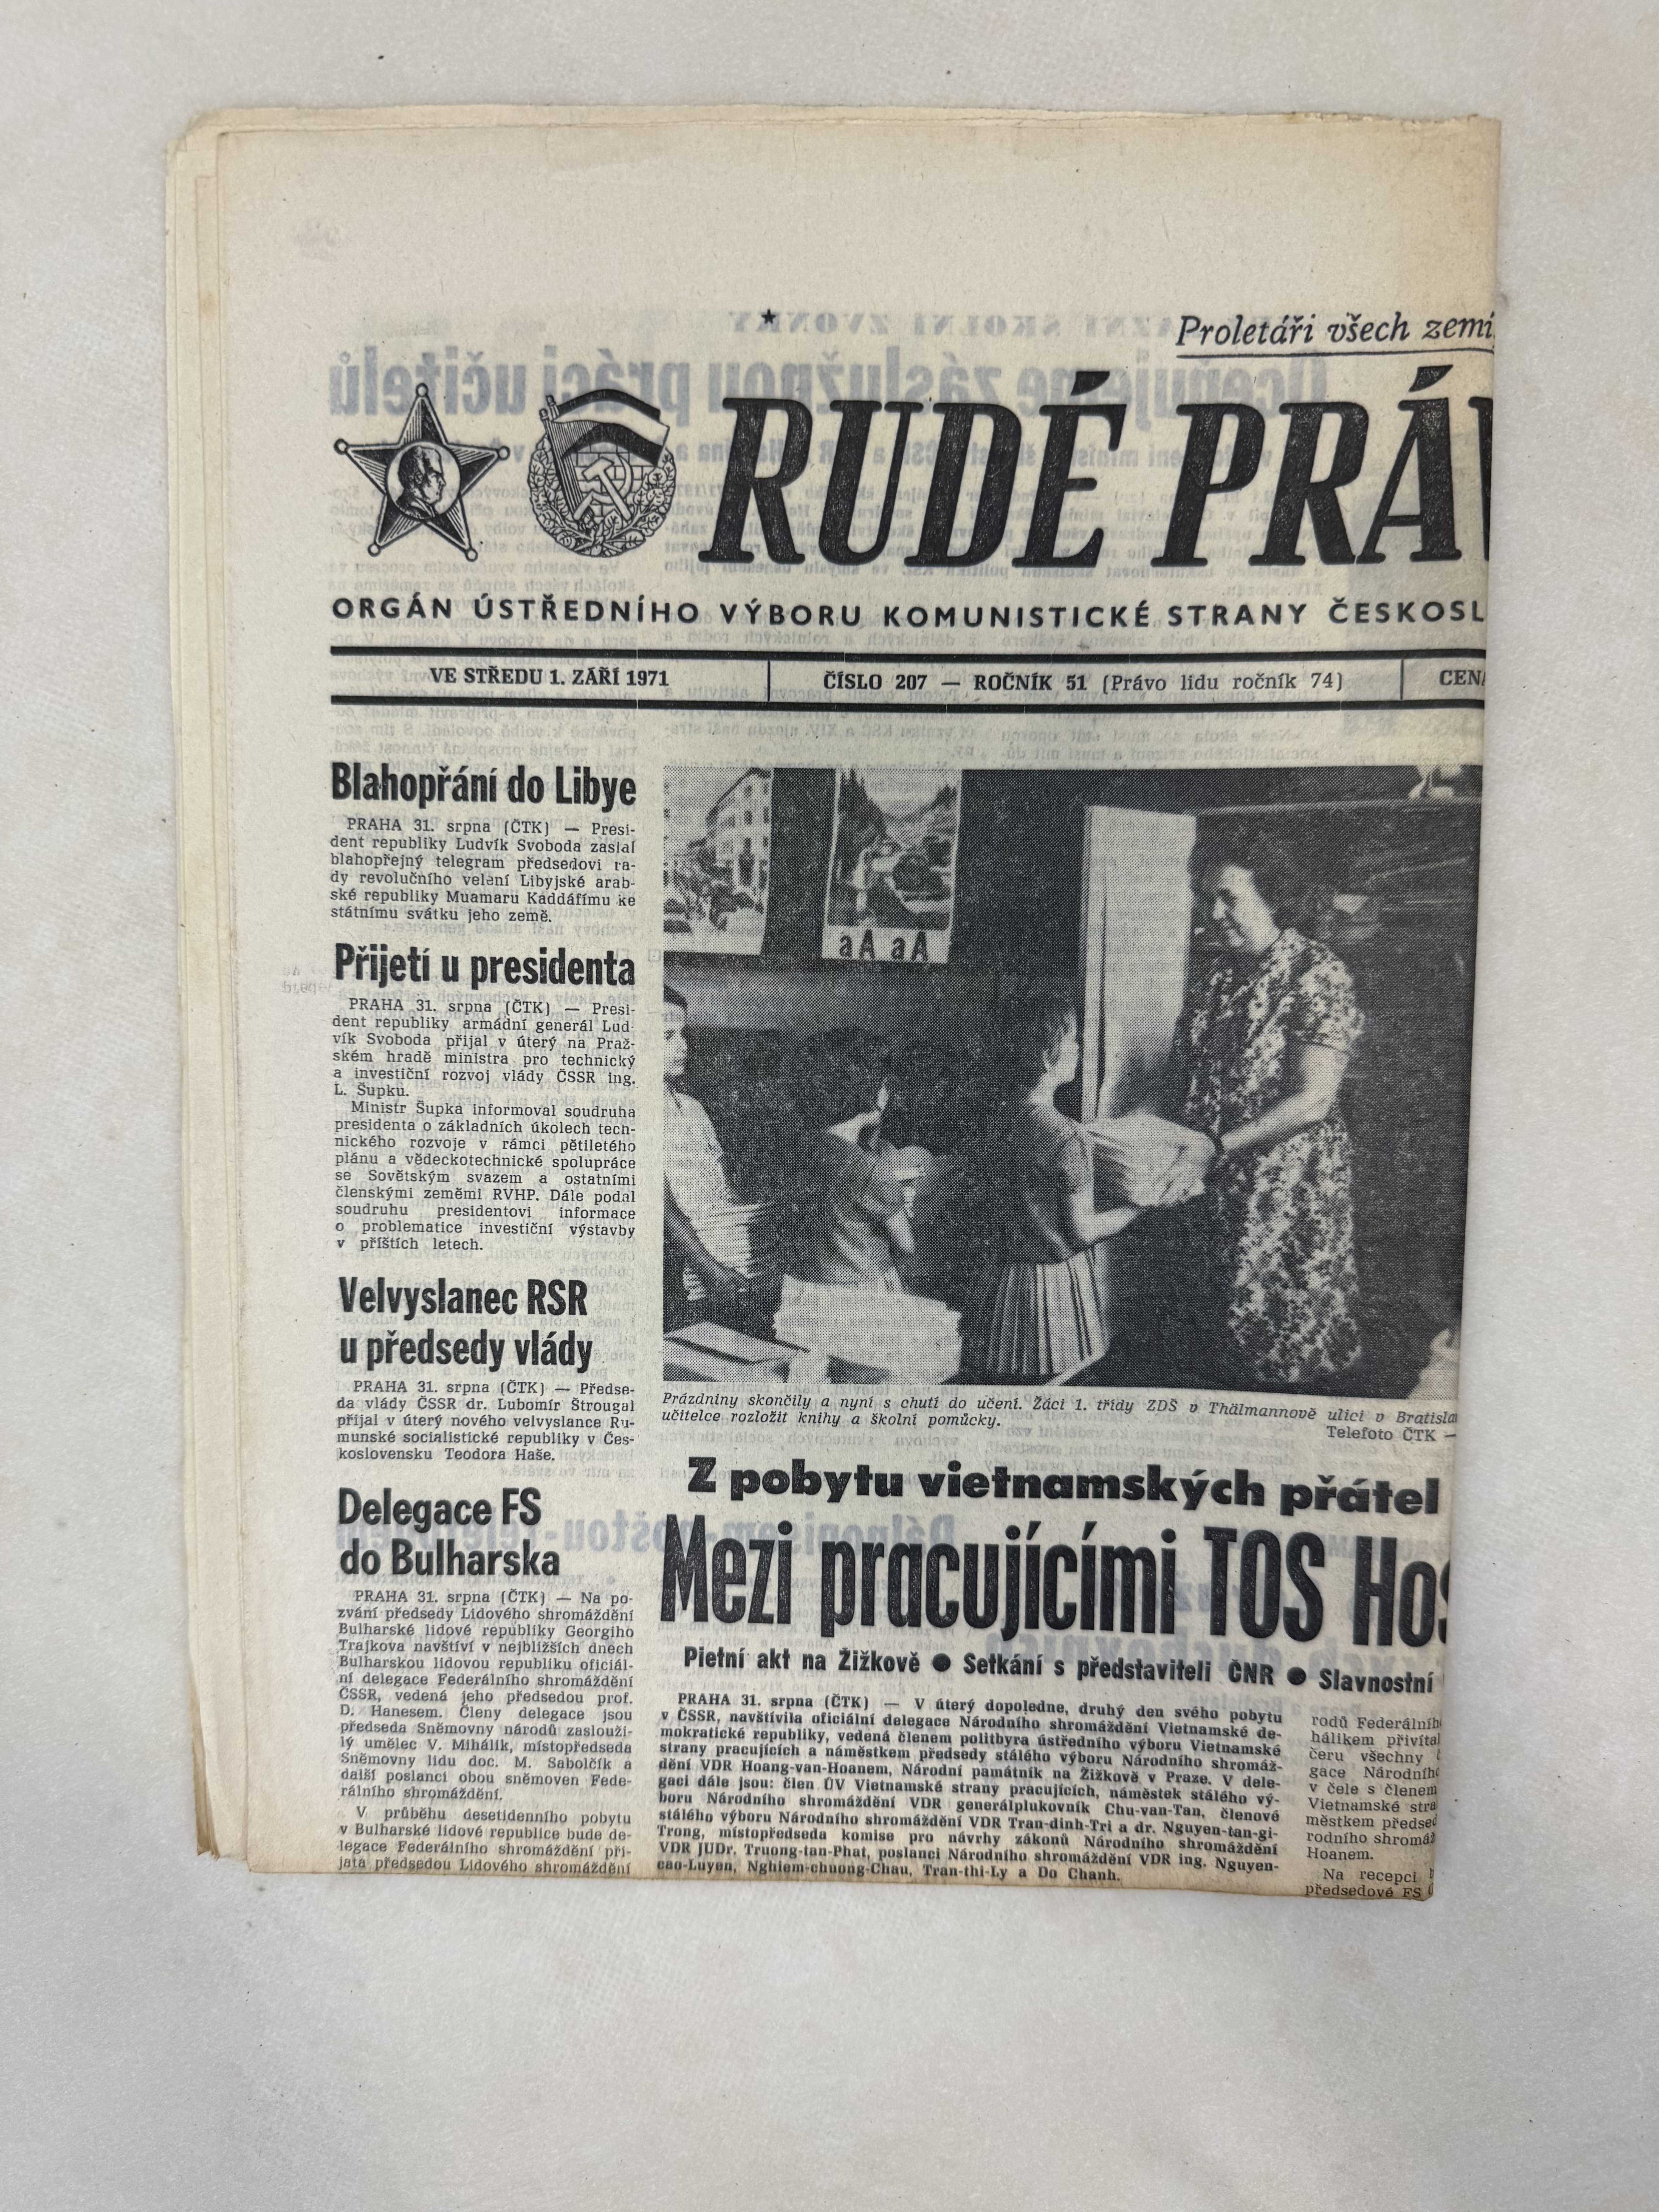 Proletáři všech zemí,
RUDÉ PRÁV
ORGÁN ÚSTŘEDNÍHO VÝBORU KOMUNISTICKÉ STRANY ČESKOSL
VE STŘEDU 1. ZÁŘÍ 1971
ČÍSLO 207 — ROČNÍK 51 (Právo lidu ročník 74)
CENA
Blahopřání do Libye
PRAHA 31. srpna (ČTK) — Presi-
dent republiky Ludvík Svoboda zaslal
blahopřejný telegram předsedovi ra-
dy revolučního velení Libyjské arab-
ské republiky Muamaru Kaddáfímu ke
státnímu svátku jeho země.
Přijetí u presidenta
PRAHA 31. srpna (ČTK) — Presi-
dent republiky armádní generál Lud-
vík Svoboda přijal v úterý na Praž-
ském hradě ministra pro technický
a investiční rozvoj vlády ČSSR ing.
L. Šupku.
Ministr Šupka informoval soudruha
presidenta o základních úkolech tech-
nického rozvoje v rámci pětiletého
plánu a vědeckotechnické spolupráce
se Sovětským svazem a ostatními
členskými zeměmi RVHP. Dále podal
soudruhu presidentovi informace
o problematice investiční výstavby
v příštích letech.
Velvyslanec RSR
u předsedy vlády
PRAHA 31. srpna (ČTK) — Předse-
da vlády ČSSR dr. Lubomír Štrougal
přijal v úterý nového velvyslance Ru-
munské socialistické republiky v Čes-
koslovensku Teodora Haše.
Delegace FS
do Bulharska
PRAHA 31. srpna (ČTK) — Na po-
zvání předsedy Lidového shromáždění
Bulharské lidové republiky Georgiho
Trajkova navštíví v nejbližších dnech
Bulharskou lidovou republiku oficiál-
ní delegace Federálního shromáždění
ČSSR, vedená jeho předsedou prof.
D. Hanesem. Členy delegace jsou
předseda Sněmovny národů zaslouži-
lý umělec V. Mihálik, místopředseda
Sněmovny lidu doc. M. Sabolčík a
další poslanci obou sněmoven Fede-
rálního shromáždění.
V průběhu desetidenního pobytu
v Bulharské lidové republice bude de-
legace Federálního shromáždění při-
jata předsedou Lidového shromáždění
aA aA
Prázdniny skončily a nyní s chutí do učení. Žáci 1. třídy ZDŠ v Thälmannově ulici v Bratislav
učitelce rozložit knihy a školní pomůcky.
Telefoto ČTK —
Z pobytu vietnamských přátel
Mezi pracujícími TOS Hos
Pietní akt na Žižkově ● Setkání s představiteli ČNR ● Slavnostní
PRAHA 31. srpna (ČTK) — V úterý dopoledne, druhý den svého pobytu
v ČSSR, navštívila oficiální delegace Národního shromáždění Vietnamské de-
mokratické republiky, vedená členem politbyra ústředního výboru Vietnamské
strany pracujících a náměstkem předsedy stálého výboru Národního shromáž-
dění VDR Hoang-van-Hoanem, Národní památník na Žižkově v Praze. V dele-
gaci dále jsou: člen ÚV Vietnamské strany pracujících, náměstek stálého vý-
boru Národního shromáždění VDR generálplukovník Chu-van-Tan, členové
stálého výboru Národního shromáždění VDR Tran-dinh-Tri a dr. Nguyen-tan-gi-
Trong, místopředseda komise pro návrhy zákonů Národního shromáždění
VDR JUDr. Truong-tan-Phat, poslanci Národního shromáždění VDR ing. Nguyen-
cao-Luyen, Nghiem-chuong-Chau, Tran-thi-Ly a Do Chanh.
rodů Federálníh
hálikem přivíta
čeru všechny
gace Národníh
v čele s členem
Vietnamské stra
městkem předsed
rodního shromáž
Hoanem.
Na recepci
předsedové FS